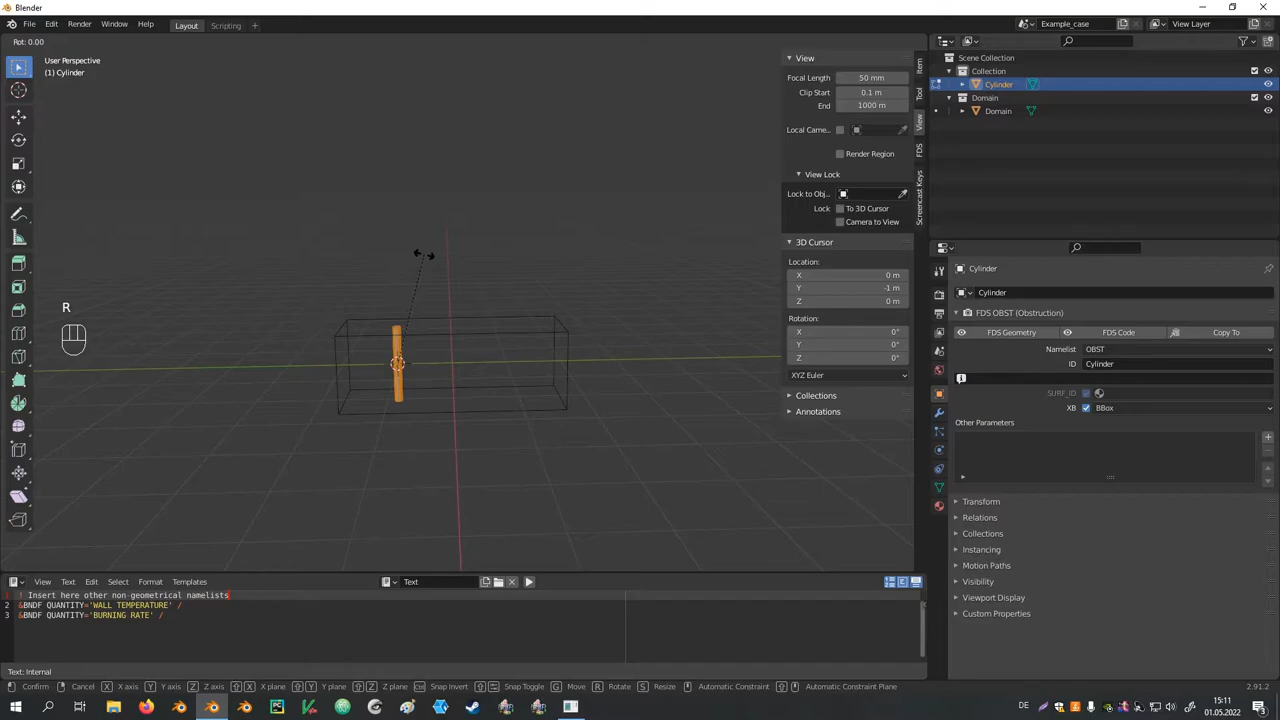 Blender
File Edit Render Window Help Layout Scripting Example_case View Layer
Rot: 0.00
User Perspective
(1) Cylinder
R
View
Focal Length 50 mm
Clip Start 0.1 m
End 1000 m
Local Came...
Render Region
View Lock
Lock to Obj...
Lock To 3D Cursor
Camera to View
3D Cursor
Location:
X 0 m
Y -1 m
Z 0 m
Rotation:
X 0°
Y 0°
Z 0°
XYZ Euler
Collections
Annotations
Item
Tool
View
FDS
Screencast Keys
Scene Collection
Collection
Cylinder
Domain
Domain
Cylinder
Cylinder
FDS OBST (Obstruction)
FDS Geometry FDS Code Copy To
Namelist OBST
ID Cylinder
SURF_ID
XB BBox
Other Parameters
Transform
Relations
Collections
Instancing
Motion Paths
Visibility
Viewport Display
Custom Properties
View Text Edit Select Format Templates Text
1 ! Insert here other non-geometrical namelists
2 &BNDF QUANTITY='WALL TEMPERATURE' /
3 &BNDF QUANTITY='BURNING RATE' /
Text: Internal
Confirm Cancel X X axis Y Y axis Z Z axis X X plane Y Y plane Z Z plane Snap Invert Snap Toggle G Move R Rotate S Resize Automatic Constraint Automatic Constraint Plane 2.91.2
DE 15:11
01.05.2022